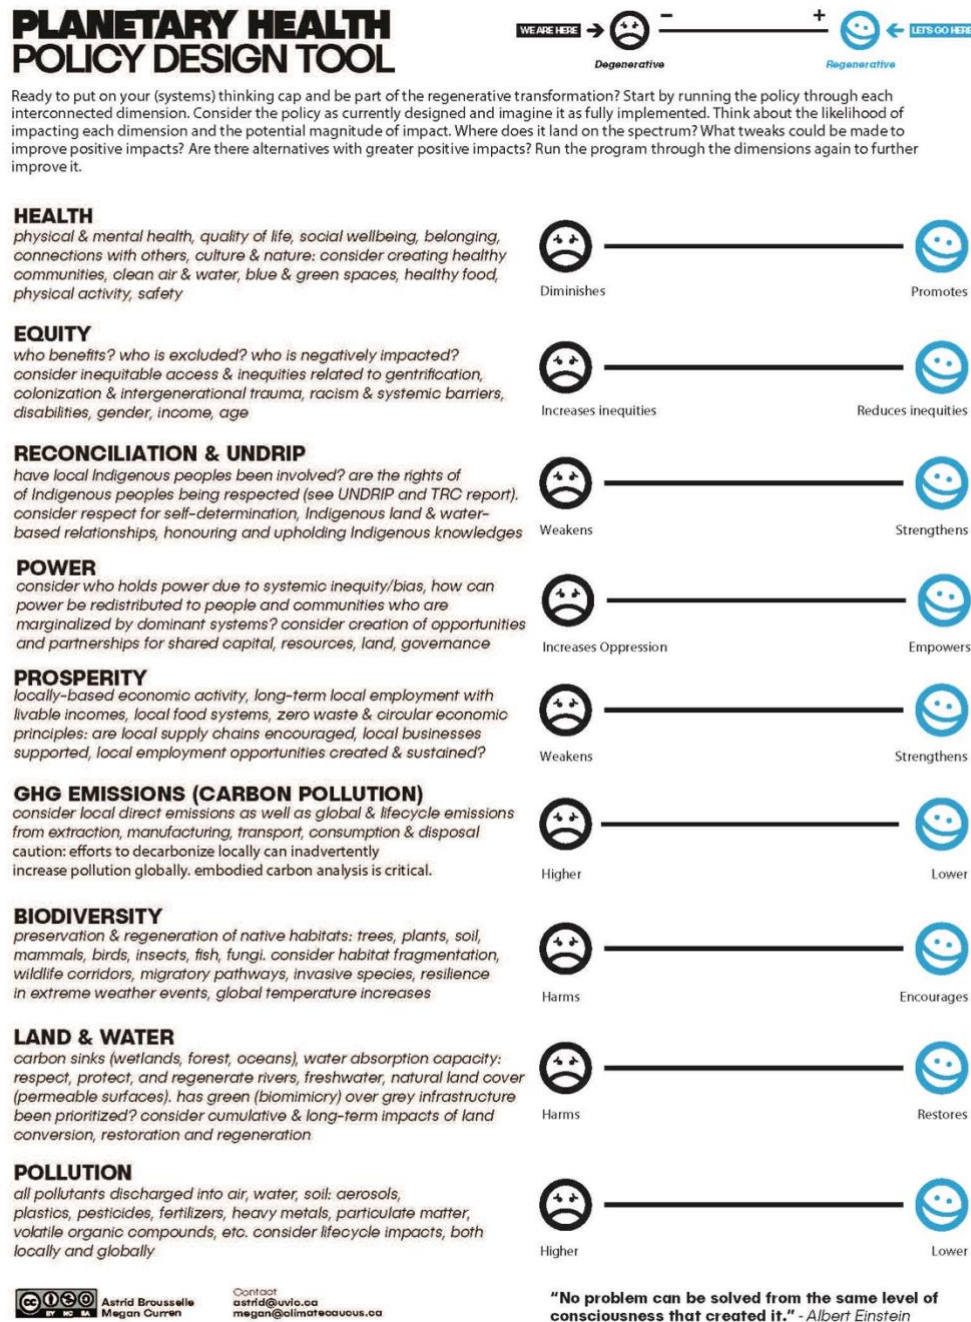 PLANETARY HEALTH
POLICY DESIGN TOOL
WE ARE HERE
−
+
LET'S GO HERE
Degenerative
Regenerative
Ready to put on your (systems) thinking cap and be part of the regenerative transformation? Start by running the policy through each
interconnected dimension. Consider the policy as currently designed and imagine it as fully implemented. Think about the likelihood of
impacting each dimension and the potential magnitude of impact. Where does it land on the spectrum? What tweaks could be made to
improve positive impacts? Are there alternatives with greater positive impacts? Run the program through the dimensions again to further
improve it.
HEALTH
physical & mental health, quality of life, social wellbeing, belonging,
connections with others, culture & nature: consider creating healthy
communities, clean air & water, blue & green spaces, healthy food,
physical activity, safety
Diminishes
Promotes
EQUITY
who benefits? who is excluded? who is negatively impacted?
consider inequitable access & inequities related to gentrification,
colonization & intergenerational trauma, racism & systemic barriers,
disabilities, gender, income, age
Increases inequities
Reduces inequities
RECONCILIATION & UNDRIP
have local Indigenous peoples been involved? are the rights of
of Indigenous peoples being respected (see UNDRIP and TRC report).
consider respect for self-determination, Indigenous land & water-
based relationships, honouring and upholding Indigenous knowledges
Weakens
Strengthens
POWER
consider who holds power due to systemic inequity/bias, how can
power be redistributed to people and communities who are
marginalized by dominant systems? consider creation of opportunities
and partnerships for shared capital, resources, land, governance
Increases Oppression
Empowers
PROSPERITY
locally-based economic activity, long-term local employment with
livable incomes, local food systems, zero waste & circular economic
principles: are local supply chains encouraged, local businesses
supported, local employment opportunities created & sustained?
Weakens
Strengthens
GHG EMISSIONS (CARBON POLLUTION)
consider local direct emissions as well as global & lifecycle emissions
from extraction, manufacturing, transport, consumption & disposal
caution: efforts to decarbonize locally can inadvertently
increase pollution globally. embodied carbon analysis is critical.
Higher
Lower
BIODIVERSITY
preservation & regeneration of native habitats: trees, plants, soil,
mammals, birds, insects, fish, fungi. consider habitat fragmentation,
wildlife corridors, migratory pathways, invasive species, resilience
in extreme weather events, global temperature increases
Harms
Encourages
LAND & WATER
carbon sinks (wetlands, forest, oceans), water absorption capacity:
respect, protect, and regenerate rivers, freshwater, natural land cover
(permeable surfaces). has green (biomimicry) over grey infrastructure
been prioritized? consider cumulative & long-term impacts of land
conversion, restoration and regeneration
Harms
Restores
POLLUTION
all pollutants discharged into air, water, soil: aerosols,
plastics, pesticides, fertilizers, heavy metals, particulate matter,
volatile organic compounds, etc. consider lifecycle impacts, both
locally and globally
Higher
Lower
CC BY NC SA
Astrid Brousselle
Megan Curren
Contact
astrid@uvic.ca
megan@climatecaucus.ca
"No problem can be solved from the same level of
consciousness that created it." - Albert Einstein